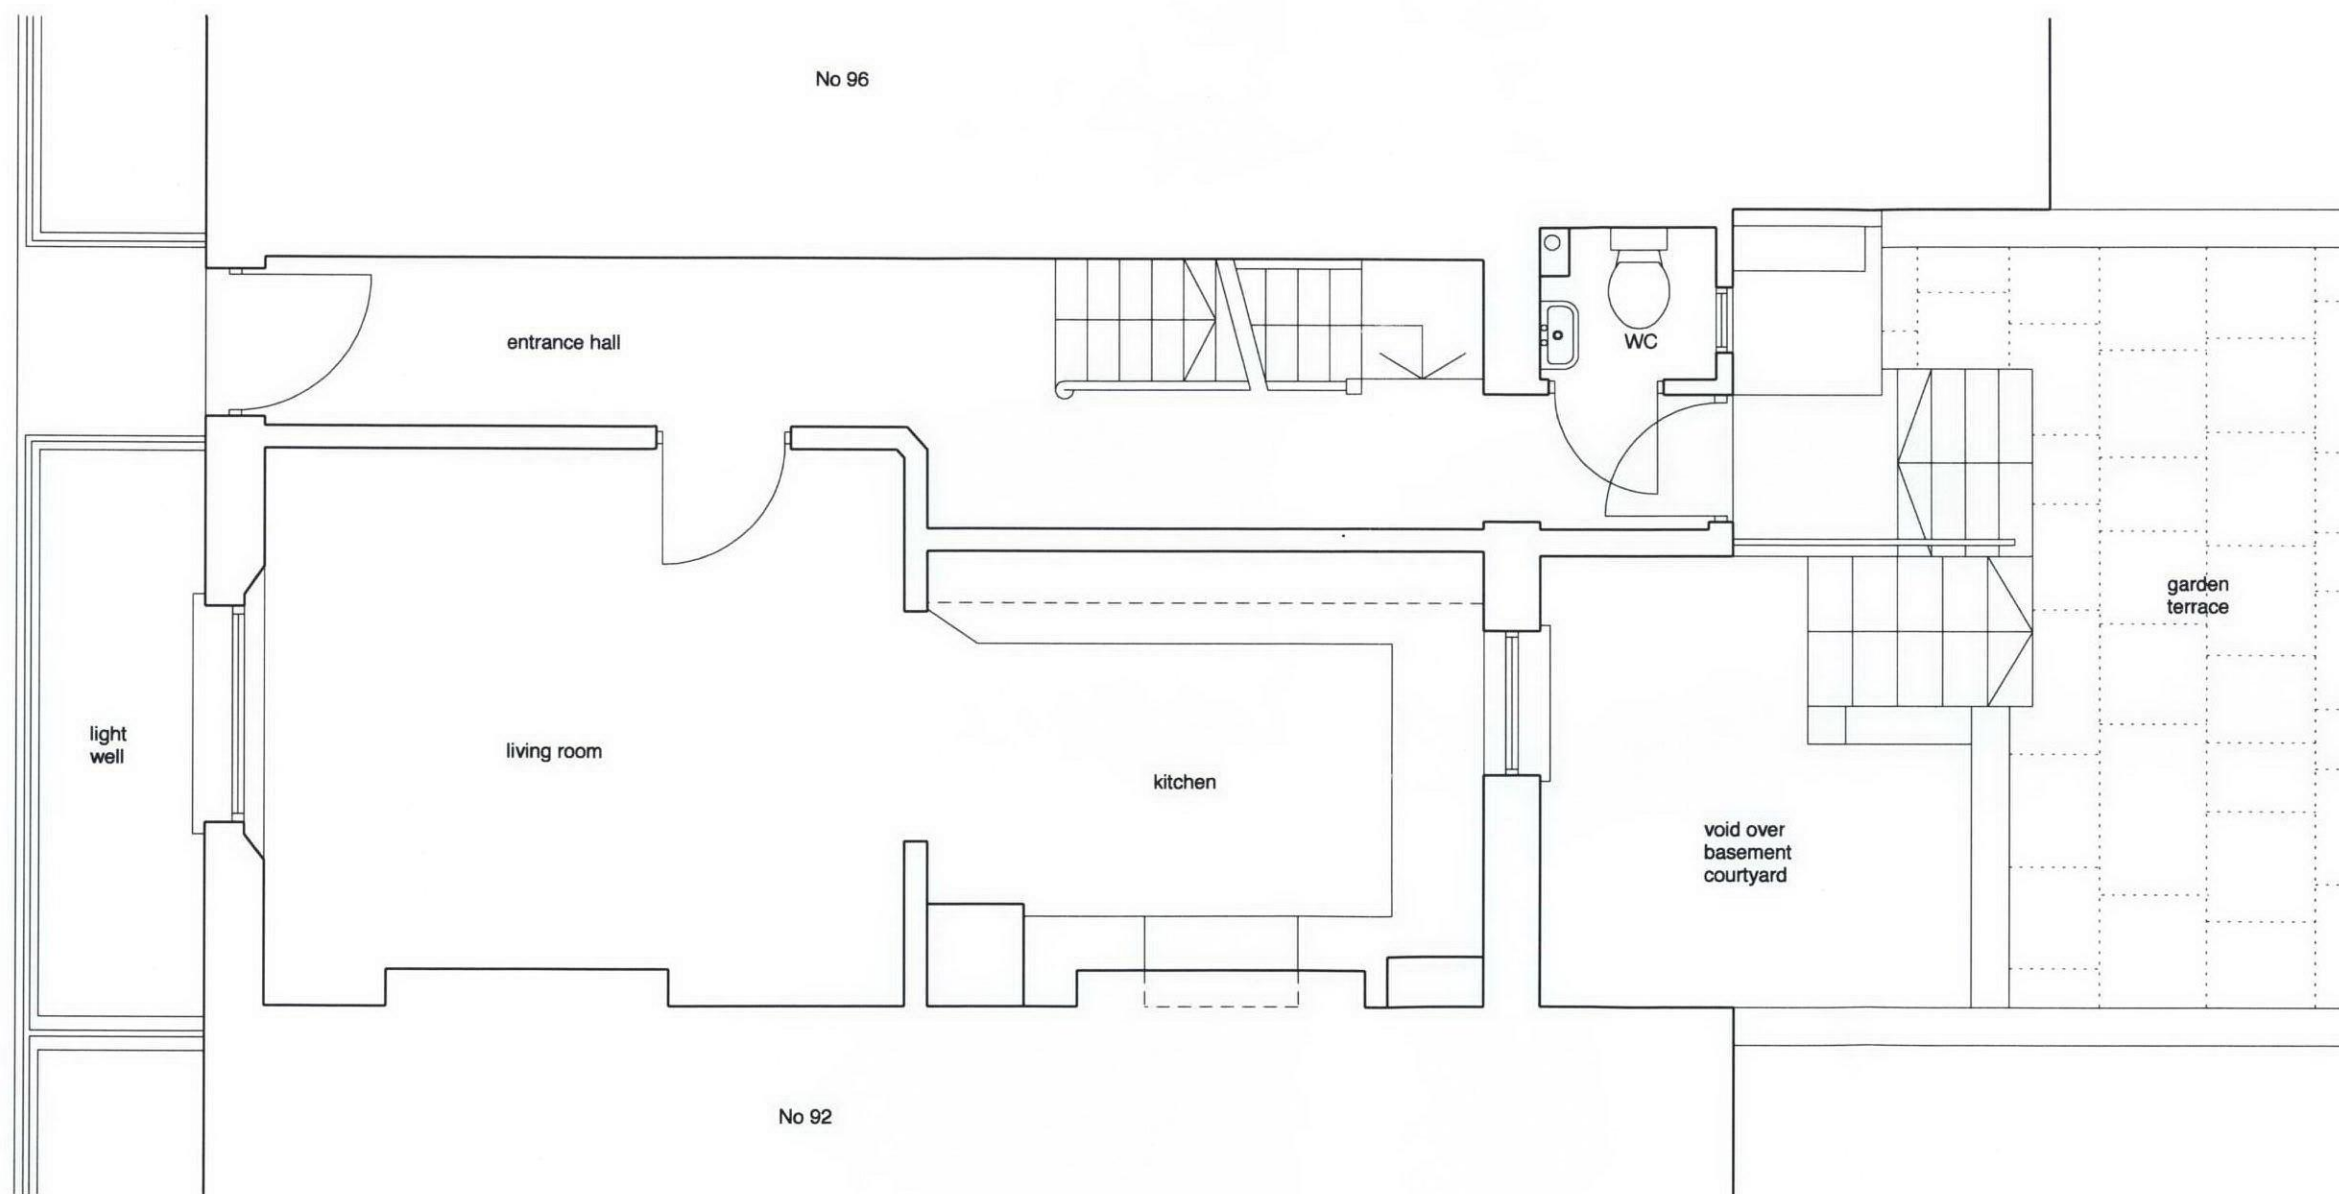 No 96
entrance hall
WC
garden
terrace
light
well
living room
kitchen
void over
basement
courtyard
No 92